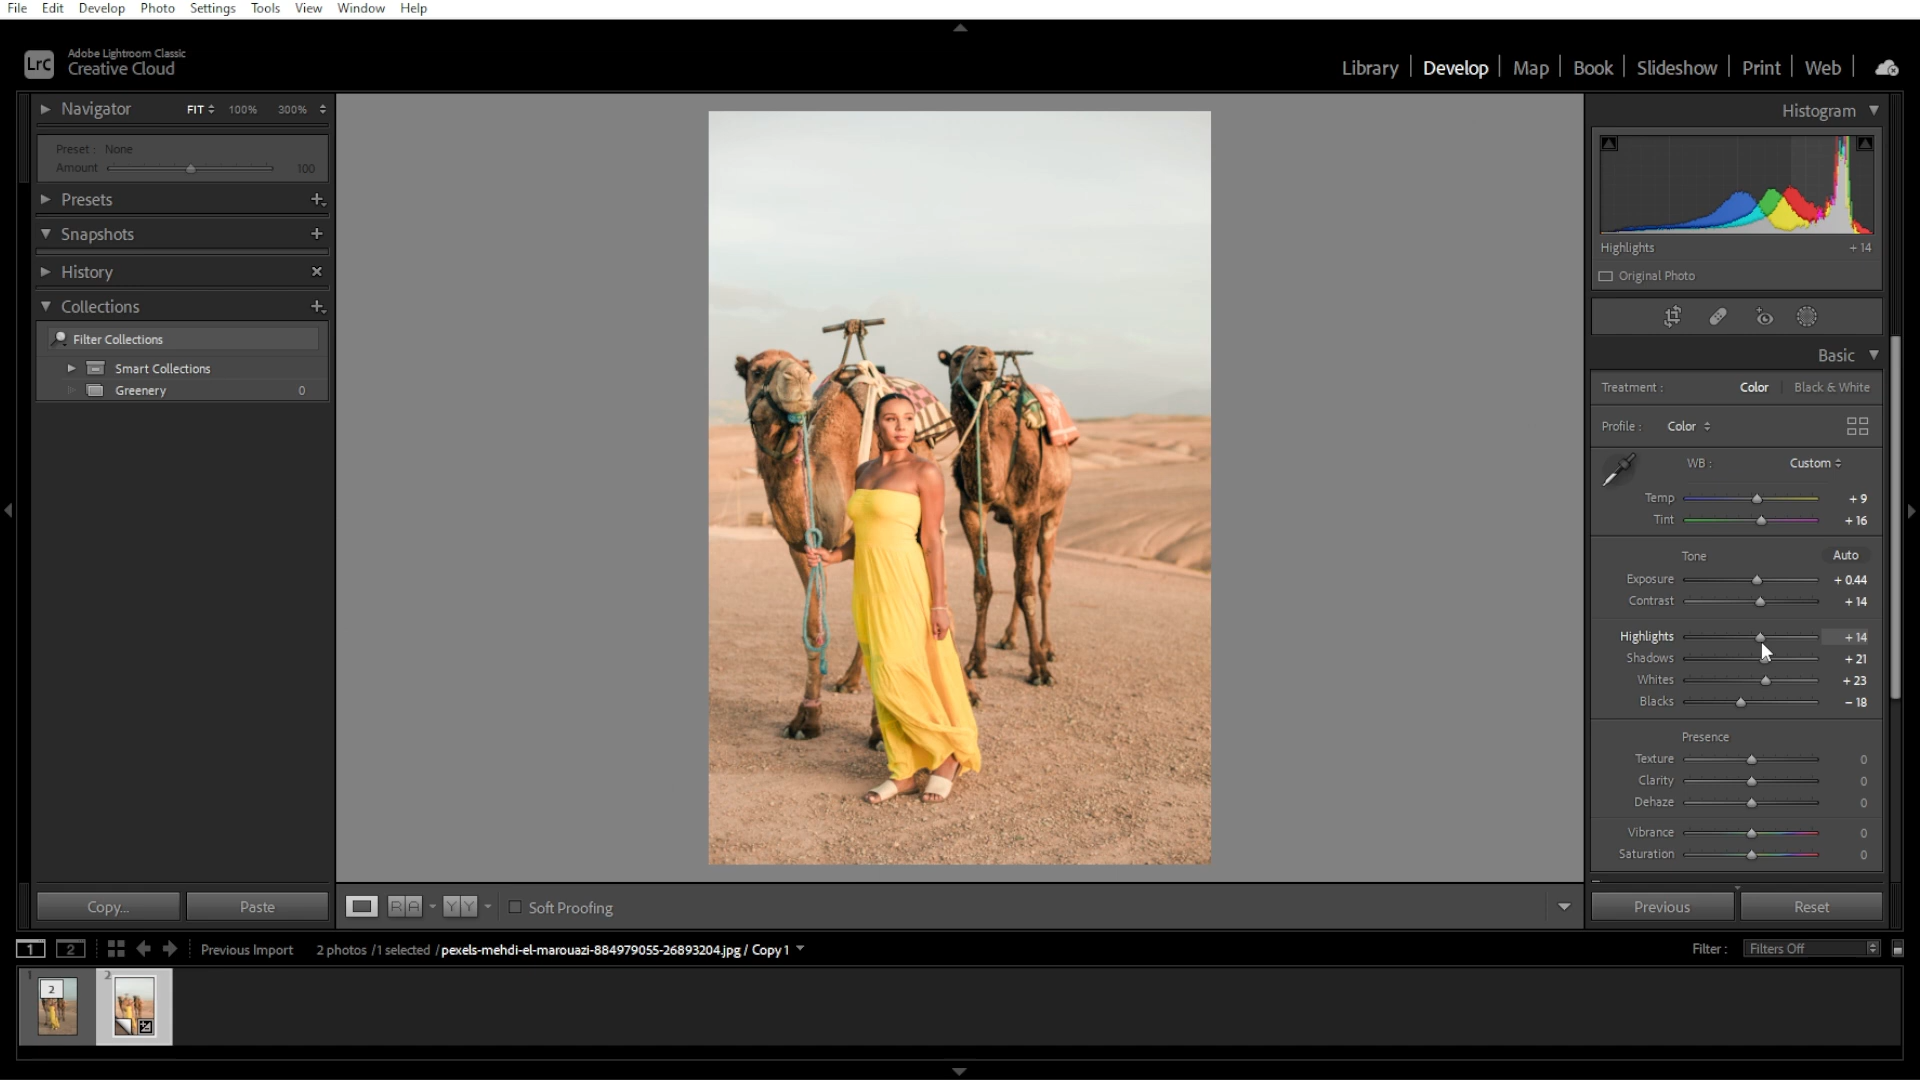 File Edit Develop Photo Settings Tools View Window Help
LrC Adobe Lightroom Classic
Creative Cloud
Library Develop Map Book Slideshow Print Web
Navigator FIT 100% 300%
Preset : None
Amount 100
Presets
Snapshots
History
Collections
Filter Collections
Smart Collections
Greenery 0
Copy... Paste
Histogram
Highlights + 14
Original Photo
Basic
Treatment : Color Black & White
Profile : Color
WB : Custom
Temp + 9
Tint + 16
Tone Auto
Exposure + 0.44
Contrast + 14
Highlights + 14
Shadows + 21
Whites + 23
Blacks − 18
Presence
Texture 0
Clarity 0
Dehaze 0
Vibrance 0
Saturation 0
Previous Reset
R A Y Y Soft Proofing
1 2 Previous Import 2 photos / 1 selected / pexels-mehdi-el-marouazi-884979055-26893204.jpg / Copy 1 Filter : Filters Off
1 2 2